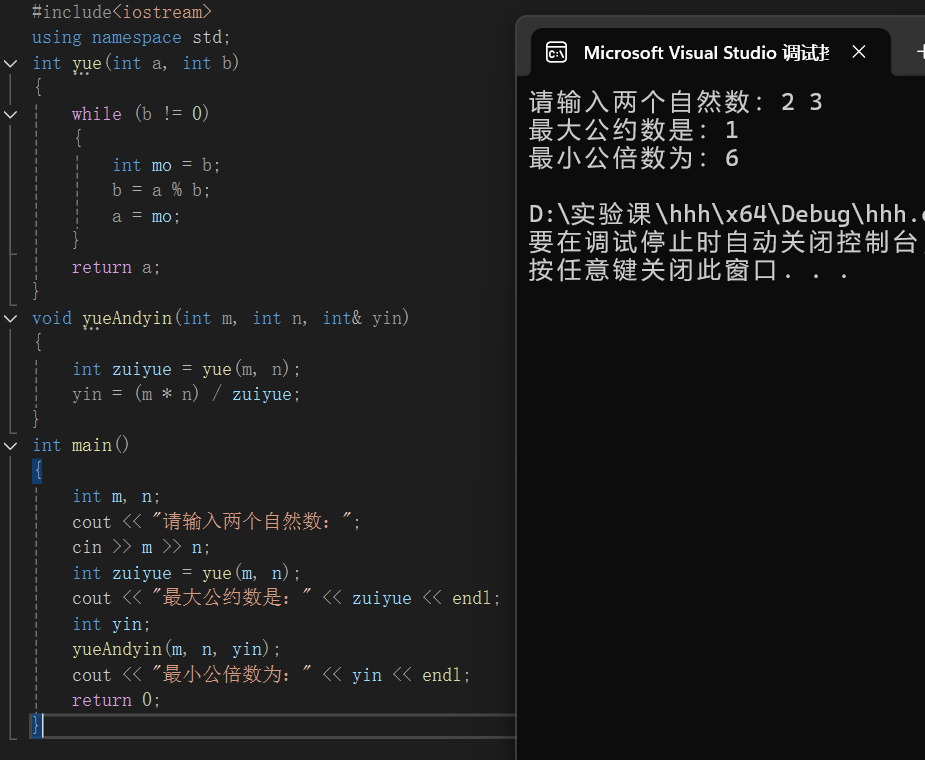 #include<iostream>
using namespace std;
int yue(int a, int b)
{
while (b != 0)
{
int mo = b;
b = a % b;
a = mo;
}
return a;
}
void yueAndyin(int m, int n, int& yin)
{
int zuiyue = yue(m, n);
yin = (m * n) / zuiyue;
}
int main()
{
int m, n;
cout << "请输入两个自然数：";
cin >> m >> n;
int zuiyue = yue(m, n);
cout << "最大公约数是：" << zuiyue << endl;
int yin;
yueAndyin(m, n, yin);
cout << "最小公倍数为：" << yin << endl;
return 0;
}
Microsoft Visual Studio 调试
请输入两个自然数：2 3
最大公约数是：1
最小公倍数为：6
D:\实验课\hhh\x64\Debug\hhh.
要在调试停止时自动关闭控制台
按任意键关闭此窗口. . .